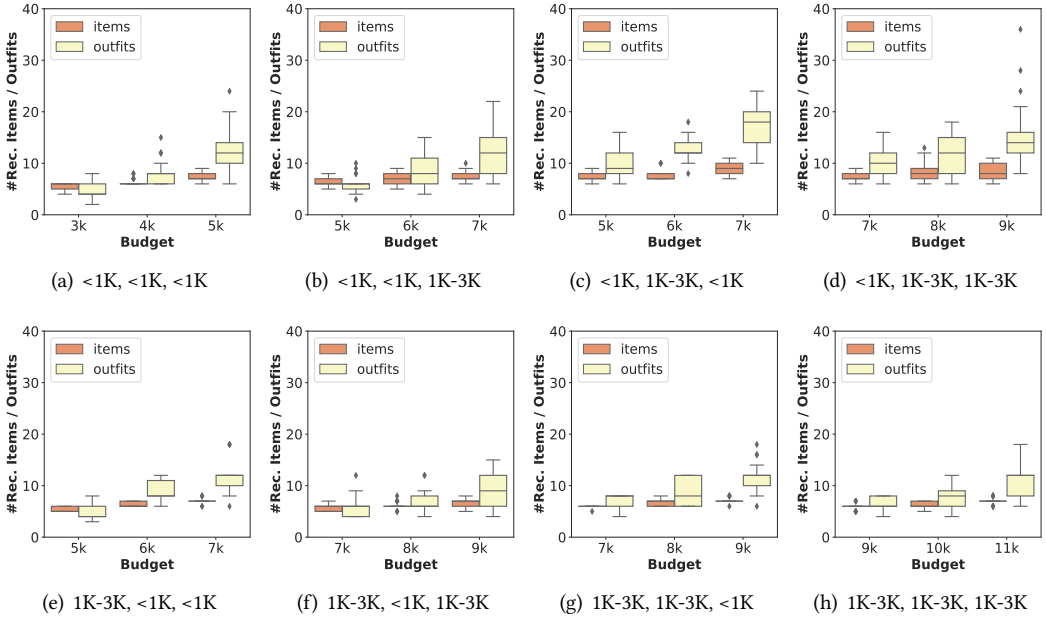 40
30
20
10
0
#Rec. Items / Outfits
items
outfits
3k 4k 5k
Budget
(a) <1K, <1K, <1K
40
30
20
10
0
#Rec. Items / Outfits
items
outfits
5k 6k 7k
Budget
(b) <1K, <1K, 1K-3K
40
30
20
10
0
#Rec. Items / Outfits
items
outfits
5k 6k 7k
Budget
(c) <1K, 1K-3K, <1K
40
30
20
10
0
#Rec. Items / Outfits
items
outfits
7k 8k 9k
Budget
(d) <1K, 1K-3K, 1K-3K
40
30
20
10
0
#Rec. Items / Outfits
items
outfits
5k 6k 7k
Budget
(e) 1K-3K, <1K, <1K
40
30
20
10
0
#Rec. Items / Outfits
items
outfits
7k 8k 9k
Budget
(f) 1K-3K, <1K, 1K-3K
40
30
20
10
0
#Rec. Items / Outfits
items
outfits
7k 8k 9k
Budget
(g) 1K-3K, 1K-3K, <1K
40
30
20
10
0
#Rec. Items / Outfits
items
outfits
9k 10k 11k
Budget
(h) 1K-3K, 1K-3K, 1K-3K